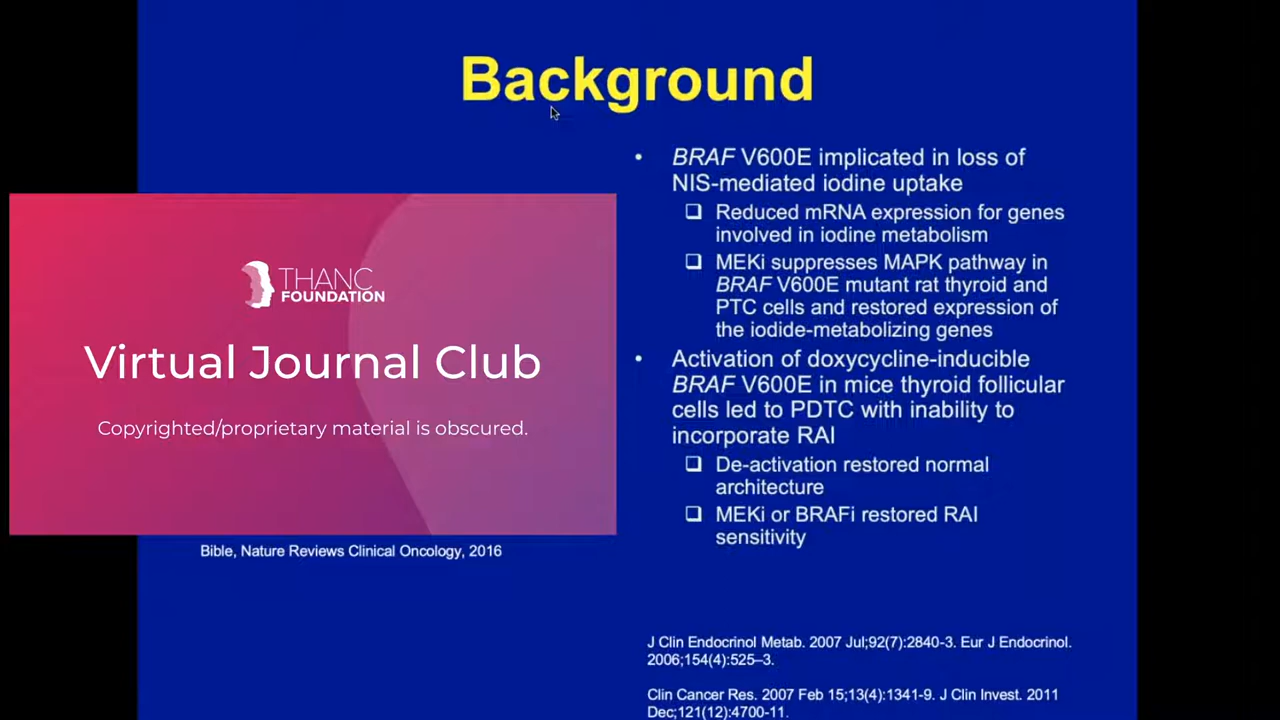 Background
THANC
FOUNDATION
Virtual Journal Club
Copyrighted/proprietary material is obscured.
Bible, Nature Reviews Clinical Oncology, 2016
• BRAF V600E implicated in loss of
NIS-mediated iodine uptake
❑ Reduced mRNA expression for genes
involved in iodine metabolism
❑ MEKi suppresses MAPK pathway in
BRAF V600E mutant rat thyroid and
PTC cells and restored expression of
the iodide-metabolizing genes
• Activation of doxycycline-inducible
BRAF V600E in mice thyroid follicular
cells led to PDTC with inability to
incorporate RAI
❑ De-activation restored normal
architecture
❑ MEKi or BRAFi restored RAI
sensitivity
J Clin Endocrinol Metab. 2007 Jul;92(7):2840-3. Eur J Endocrinol.
2006;154(4):525–3.
Clin Cancer Res. 2007 Feb 15;13(4):1341-9. J Clin Invest. 2011
Dec;121(12):4700-11.